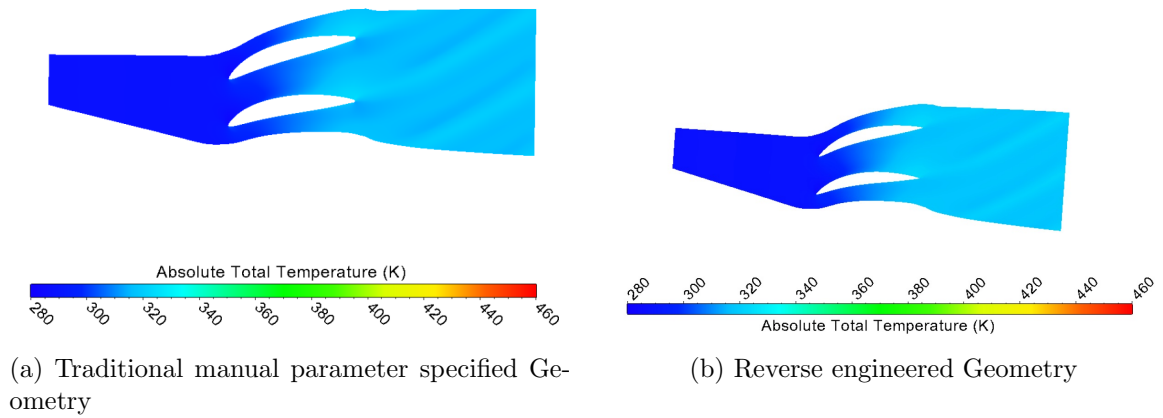 Absolute Total Temperature (K)
280 300 320 340 360 380 400 420 440 460
(a) Traditional manual parameter specified Ge-
ometry
280 300 320 340 360 380 400 420 440 460
Absolute Total Temperature (K)
(b) Reverse engineered Geometry